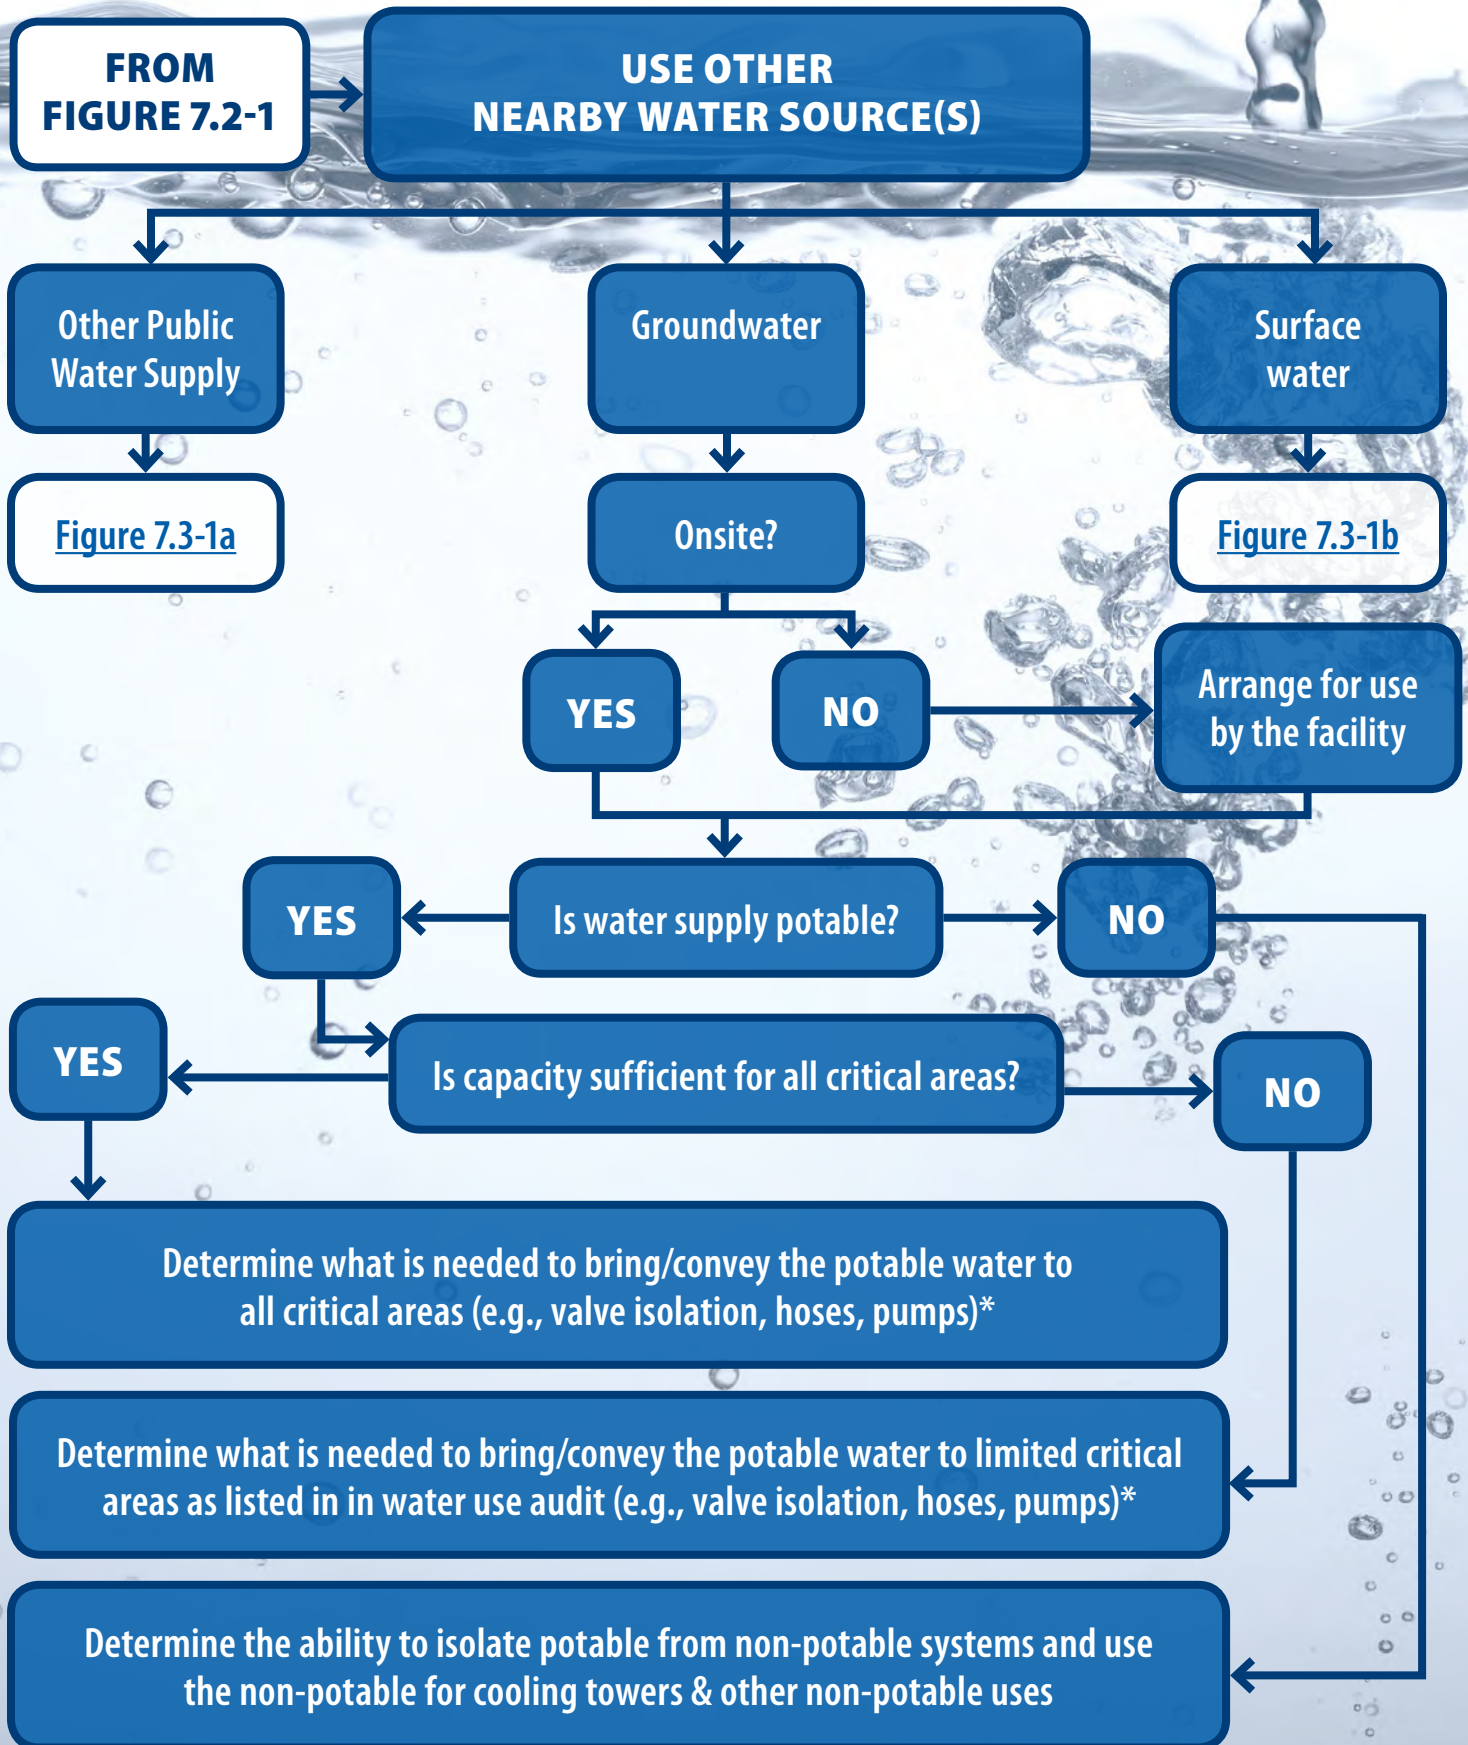 FROM
FIGURE 7.2-1
USE OTHER
NEARBY WATER SOURCE(S)
Other Public
Water Supply
Groundwater
Surface
water
Figure 7.3-1a
Onsite?
Figure 7.3-1b
YES
NO
Arrange for use
by the facility
YES
Is water supply potable?
NO
YES
Is capacity sufficient for all critical areas?
NO
Determine what is needed to bring/convey the potable water to
all critical areas (e.g., valve isolation, hoses, pumps)*
Determine what is needed to bring/convey the potable water to limited critical
areas as listed in in water use audit (e.g., valve isolation, hoses, pumps)*
Determine the ability to isolate potable from non-potable systems and use
the non-potable for cooling towers & other non-potable uses